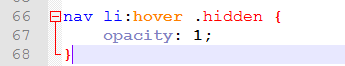 66 nav li:hover .hidden {
67 opacity: 1;
68 }